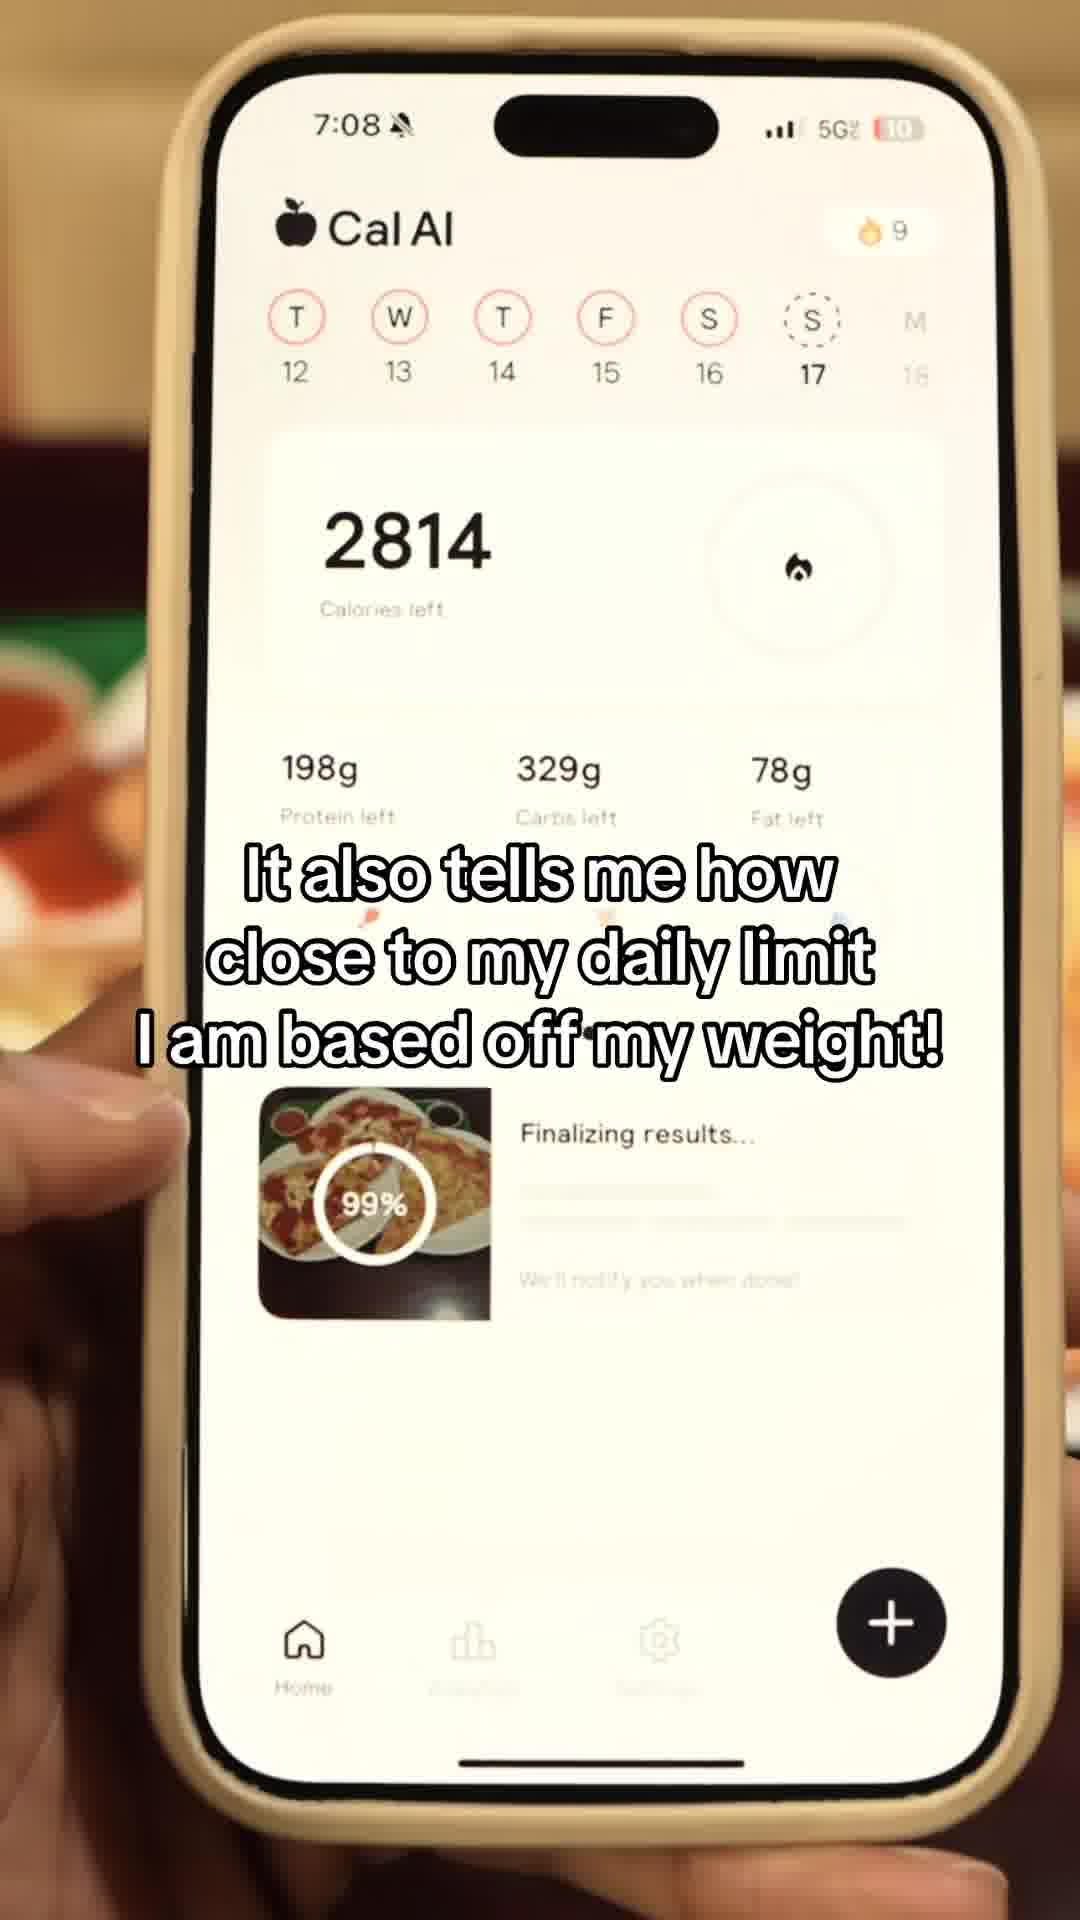 7:08
5G
10
Cal AI
9
T W T F S S M
12 13 14 15 16 17 18
2814
Calories left
198g 329g 78g
Protein left Carbs left Fat left
It also tells me how
close to my daily limit
I am based off my weight!
99%
Finalizing results...
We'll notify you when done!
Home